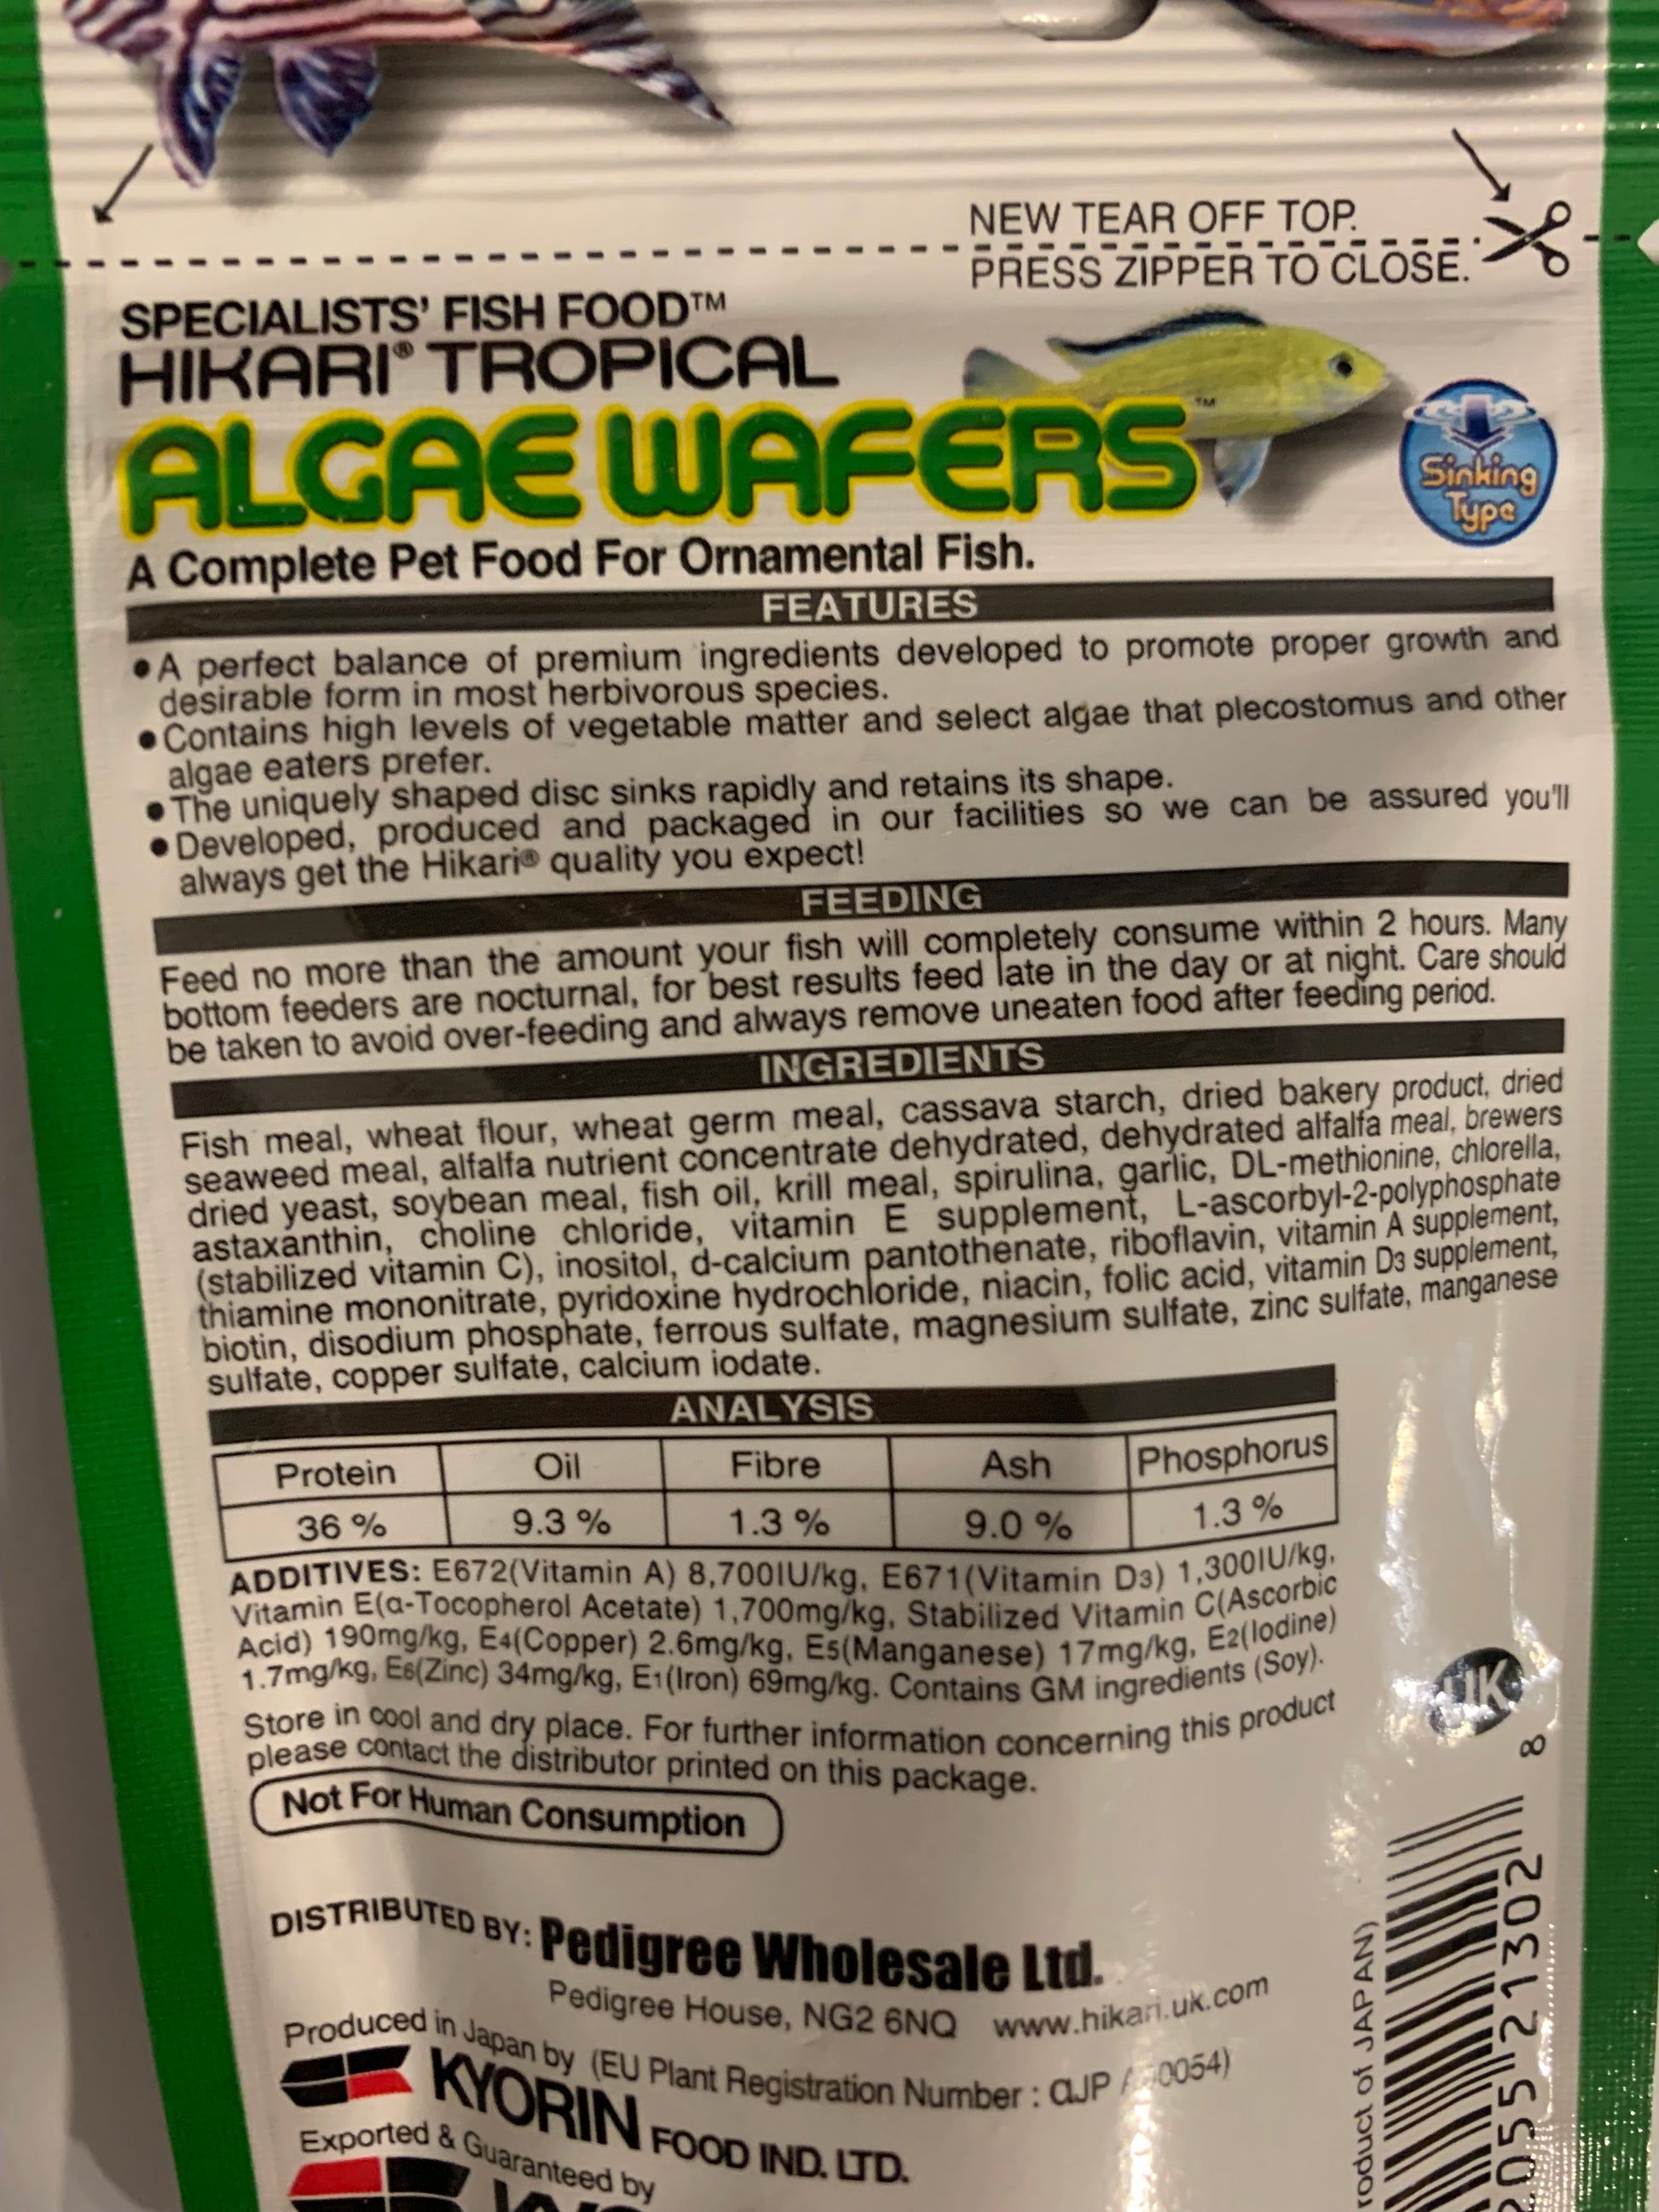 NEW TEAR OFF TOP.
PRESS ZIPPER TO CLOSE.
SPECIALISTS' FISH FOOD™
HIKARI® TROPICAL
ALGAE WAFERS™
Sinking
Type
A Complete Pet Food For Ornamental Fish.
FEATURES
●A perfect balance of premium ingredients developed to promote proper growth and
desirable form in most herbivorous species.
●Contains high levels of vegetable matter and select algae that plecostomus and other
algae eaters prefer.
●The uniquely shaped disc sinks rapidly and retains its shape.
●Developed, produced and packaged in our facilities so we can be assured you'll
always get the Hikari® quality you expect!
FEEDING
Feed no more than the amount your fish will completely consume within 2 hours. Many
bottom feeders are nocturnal, for best results feed late in the day or at night. Care should
be taken to avoid over-feeding and always remove uneaten food after feeding period.
INGREDIENTS
Fish meal, wheat flour, wheat germ meal, cassava starch, dried bakery product, dried
seaweed meal, alfalfa nutrient concentrate dehydrated, dehydrated alfalfa meal, brewers
dried yeast, soybean meal, fish oil, krill meal, spirulina, garlic, DL-methionine, chlorella,
astaxanthin, choline chloride, vitamin E supplement, L-ascorbyl-2-polyphosphate
(stabilized vitamin C), inositol, d-calcium pantothenate, riboflavin, vitamin A supplement,
thiamine mononitrate, pyridoxine hydrochloride, niacin, folic acid, vitamin D3 supplement,
biotin, disodium phosphate, ferrous sulfate, magnesium sulfate, zinc sulfate, manganese
sulfate, copper sulfate, calcium iodate.
ANALYSIS
Protein Oil Fibre Ash Phosphorus
36 % 9.3 % 1.3 % 9.0 % 1.3 %
ADDITIVES: E672(Vitamin A) 8,700IU/kg, E671(Vitamin D3) 1,300IU/kg,
Vitamin E(α-Tocopherol Acetate) 1,700mg/kg, Stabilized Vitamin C(Ascorbic
Acid) 190mg/kg, E4(Copper) 2.6mg/kg, E5(Manganese) 17mg/kg, E2(Iodine)
1.7mg/kg, E6(Zinc) 34mg/kg, E1(Iron) 69mg/kg. Contains GM ingredients (Soy).
Store in cool and dry place. For further information concerning this product
please contact the distributor printed on this package.
Not For Human Consumption
UK
DISTRIBUTED BY: Pedigree Wholesale Ltd.
Pedigree House, NG2 6NQ www.hikari.uk.com
Produced in Japan by (EU Plant Registration Number : αJP
KYORIN FOOD IND. LTD.
Exported & Guaranteed by
roduct of JAPAN)
055 21302 8